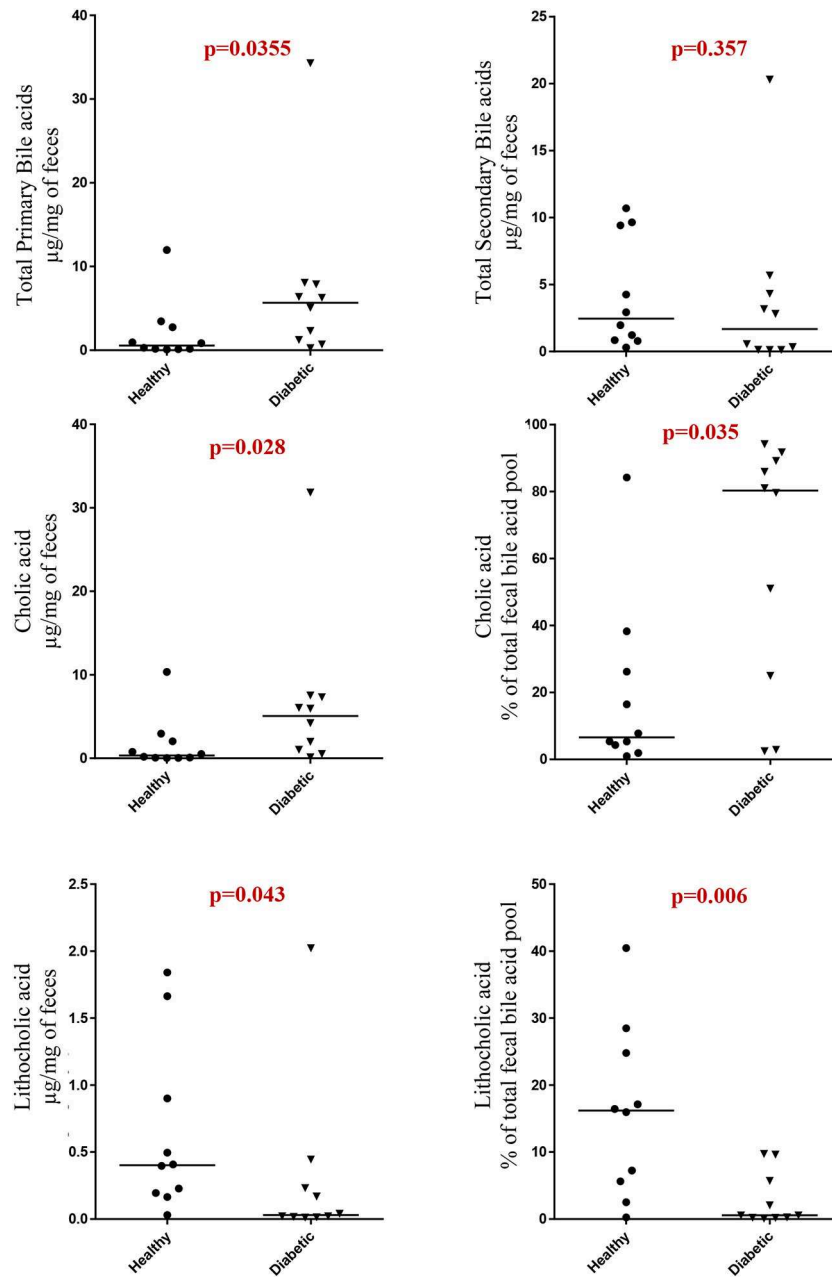 40
30
20
10
0
Total Primary Bile acids
µg/mg of feces
p=0.0355
Healthy
Diabetic
25
20
15
10
5
0
Total Secondary Bile acids
µg/mg of feces
p=0.357
Healthy
Diabetic
40
30
20
10
0
Cholic acid
µg/mg of feces
p=0.028
Healthy
Diabetic
100
80
60
40
20
0
Cholic acid
% of total fecal bile acid pool
p=0.035
Healthy
Diabetic
2.5
2.0
1.5
1.0
0.5
0.0
Lithocholic acid
µg/mg of feces
p=0.043
Healthy
Diabetic
50
40
30
20
10
0
Lithocholic acid
% of total fecal bile acid pool
p=0.006
Healthy
Diabetic